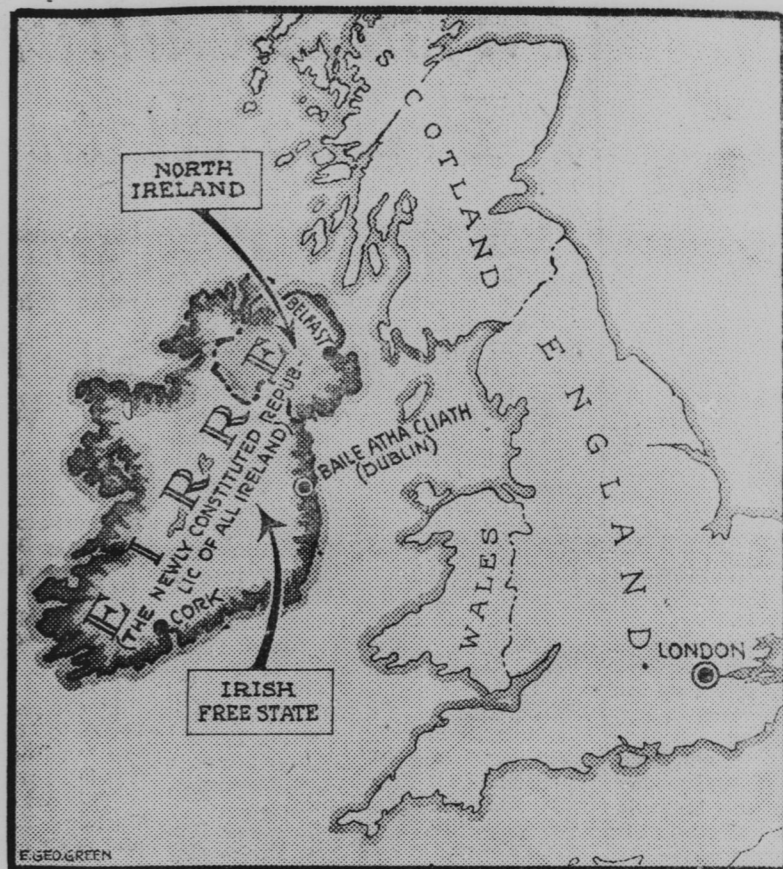 SCOTLAND
NORTH
IRELAND
BELFAST
EIRRE
(THE NEWLY CONSTITUTED REPUB-
LIC OF ALL IRELAND)
BAILE ATHA CLIATH
(DUBLIN)
CORK
ENGLAND.
WALES
LONDON
IRISH
FREE STATE
E.GEO.GREEN